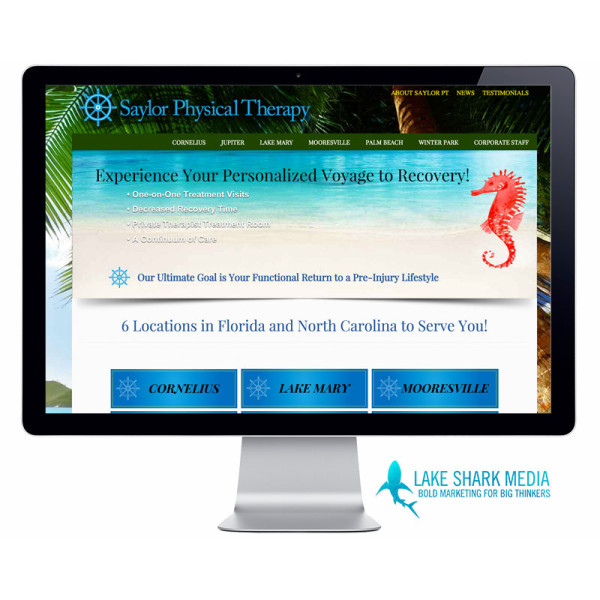 ABOUT SAYLOR PT NEWS TESTIMONIALS
Saylor Physical Therapy
CORNELIUS JUPITER LAKE MARY MOORESVILLE PALM BEACH WINTER PARK CORPORATE STAFF
Experience Your Personalized Voyage to Recovery!
• One-on-One Treatment Visits
• Decreased Recovery Time
• Private Therapist Treatment Room
• A Continuum of Care
Our Ultimate Goal is Your Functional Return to a Pre-Injury Lifestyle
6 Locations in Florida and North Carolina to Serve You!
CORNELIUS LAKE MARY MOORESVILLE
LAKE SHARK MEDIA
BOLD MARKETING FOR BIG THINKERS